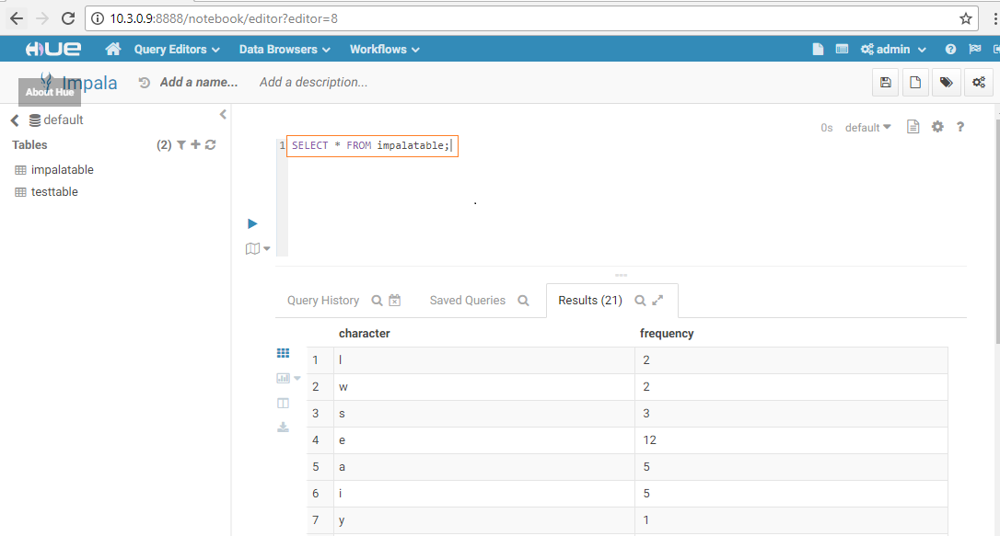 10.3.0.9:8888/notebook/editor?editor=8
HUE Query Editors Data Browsers Workflows admin
Impala Add a name... Add a description...
About Hue
default
Tables (2)
impalatable
testtable
0s default ?
1 SELECT * FROM impalatable;
Query History Saved Queries Results (21)
character frequency
1 l 2
2 w 2
3 s 3
4 e 12
5 a 5
6 i 5
7 y 1